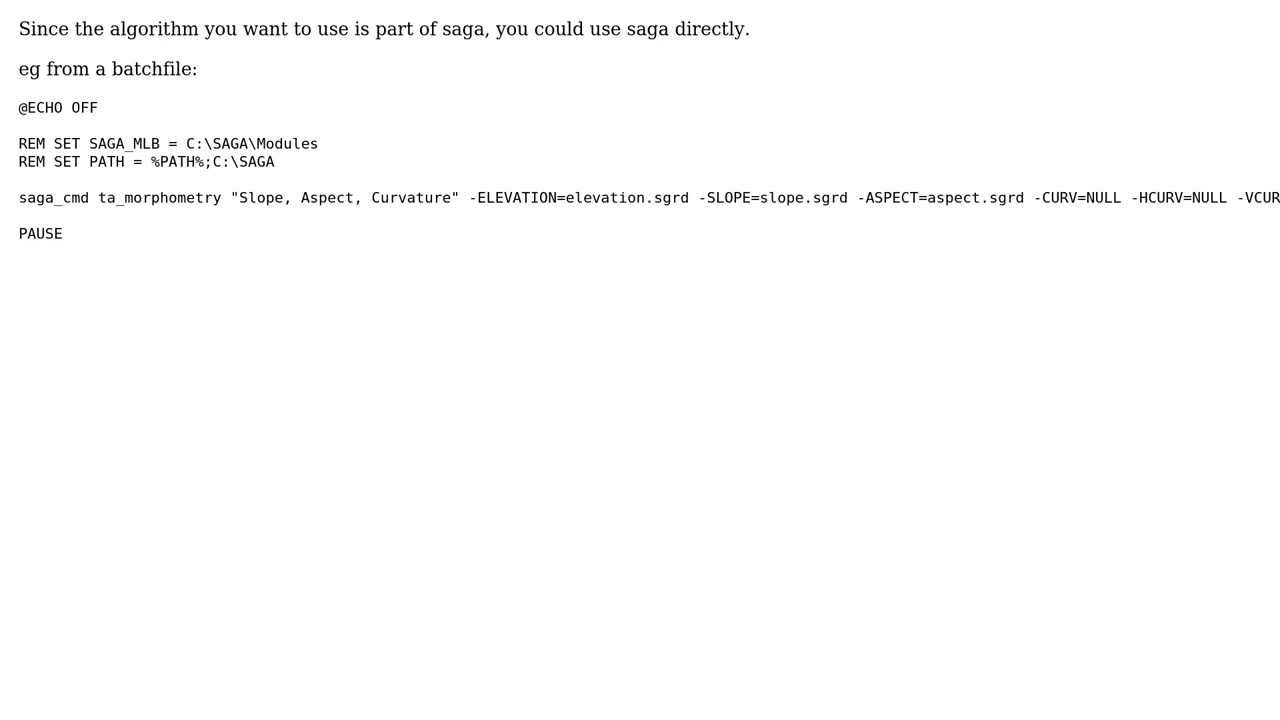 Since the algorithm you want to use is part of saga, you could use saga directly.
eg from a batchfile:
@ECHO OFF
REM SET SAGA_MLB = C:\SAGA\Modules
REM SET PATH = %PATH%;C:\SAGA
saga_cmd ta_morphometry "Slope, Aspect, Curvature" -ELEVATION=elevation.sgrd -SLOPE=slope.sgrd -ASPECT=aspect.sgrd -CURV=NULL -HCURV=NULL -VCUR
PAUSE